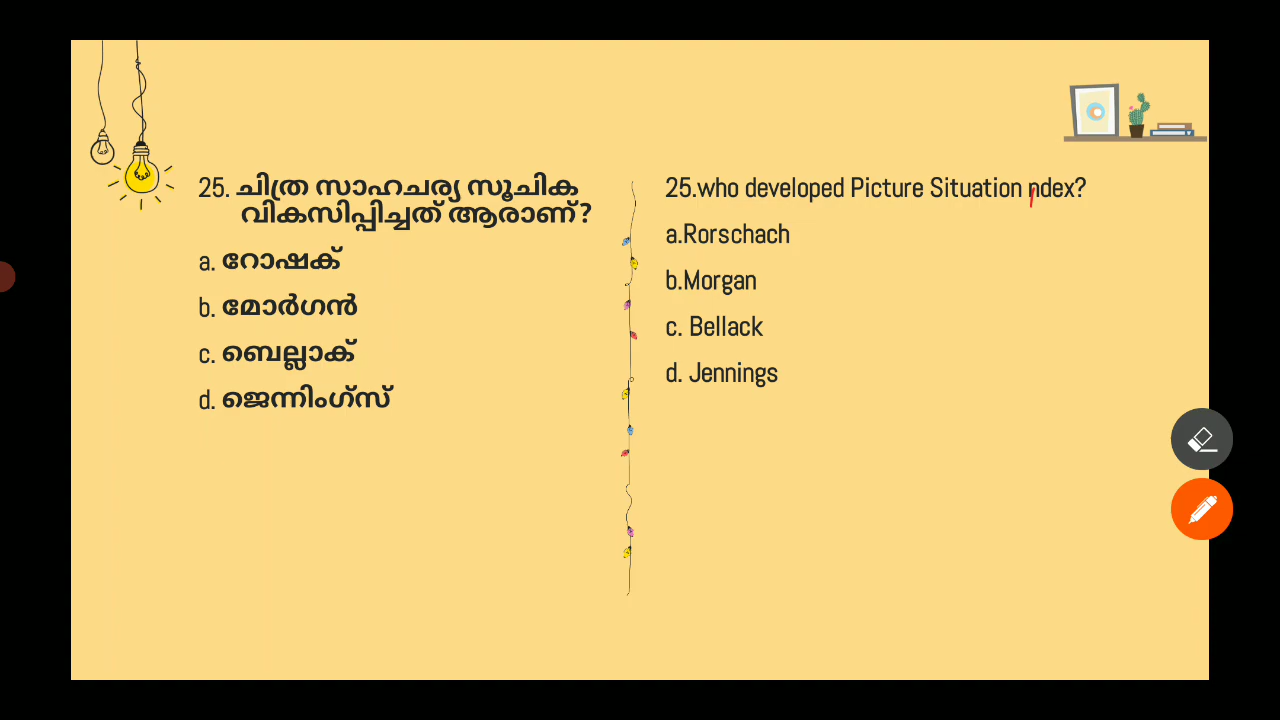 25. ചിത്ര സാഹചര്യ സൂചിക
വികസിപ്പിച്ചത് ആരാണ്?
a. റോഷക്
b. മോർഗൻ
c. ബെല്ലാക്
d. ജെന്നിംഗ്സ്
25.who developed Picture Situation ndex?
a.Rorschach
b.Morgan
c. Bellack
d. Jennings